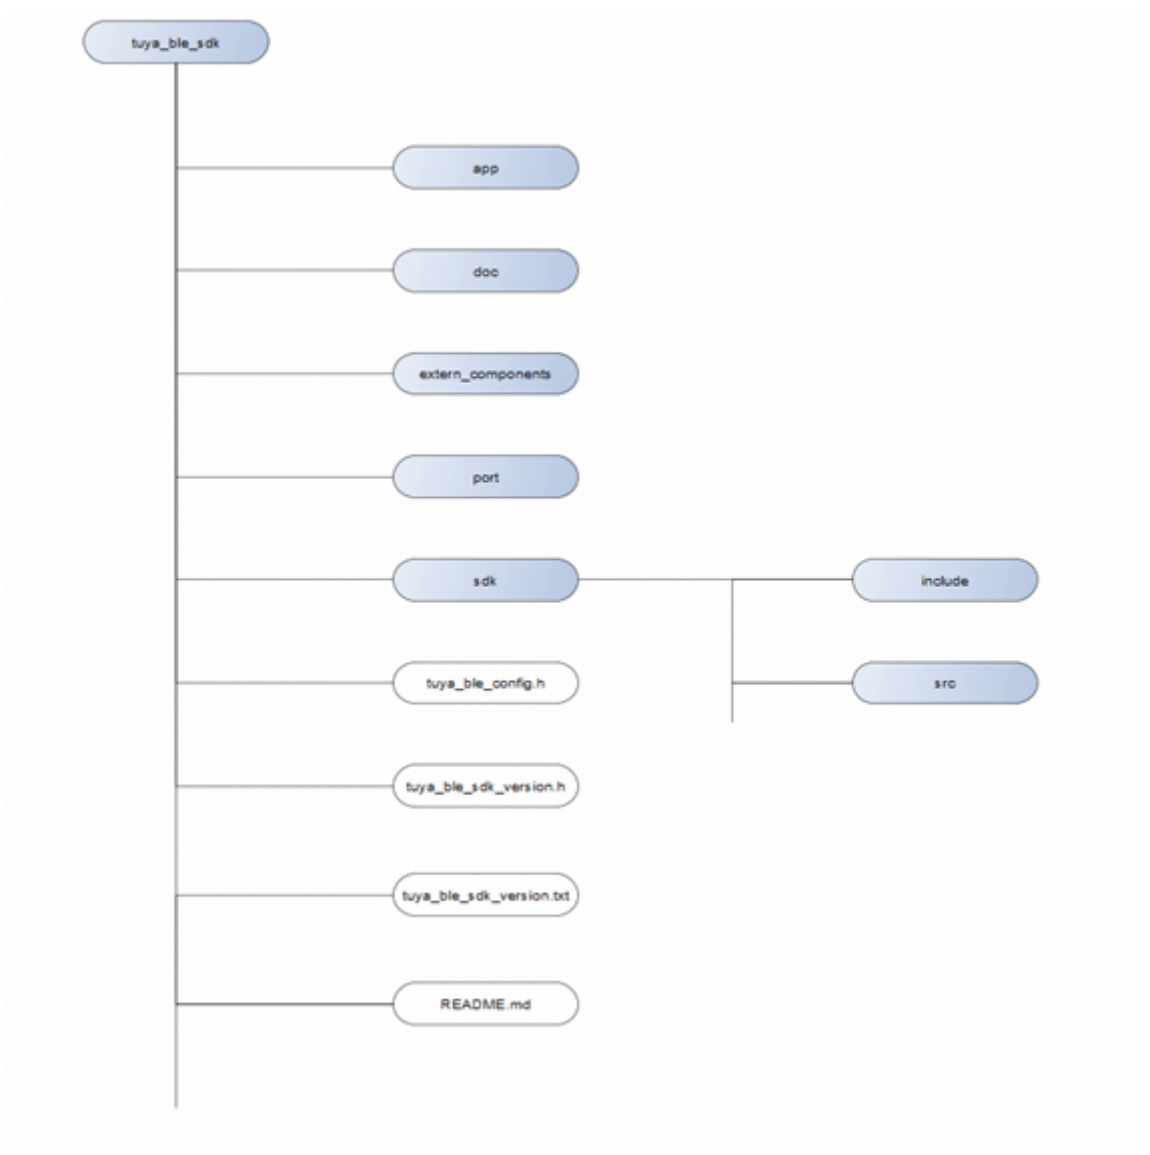 tuya_ble_sdk
app
doc
extern_components
port
sdk
include
tuya_ble_config.h
src
tuya_ble_sdk_version.h
tuya_ble_sdk_version.txt
README.md